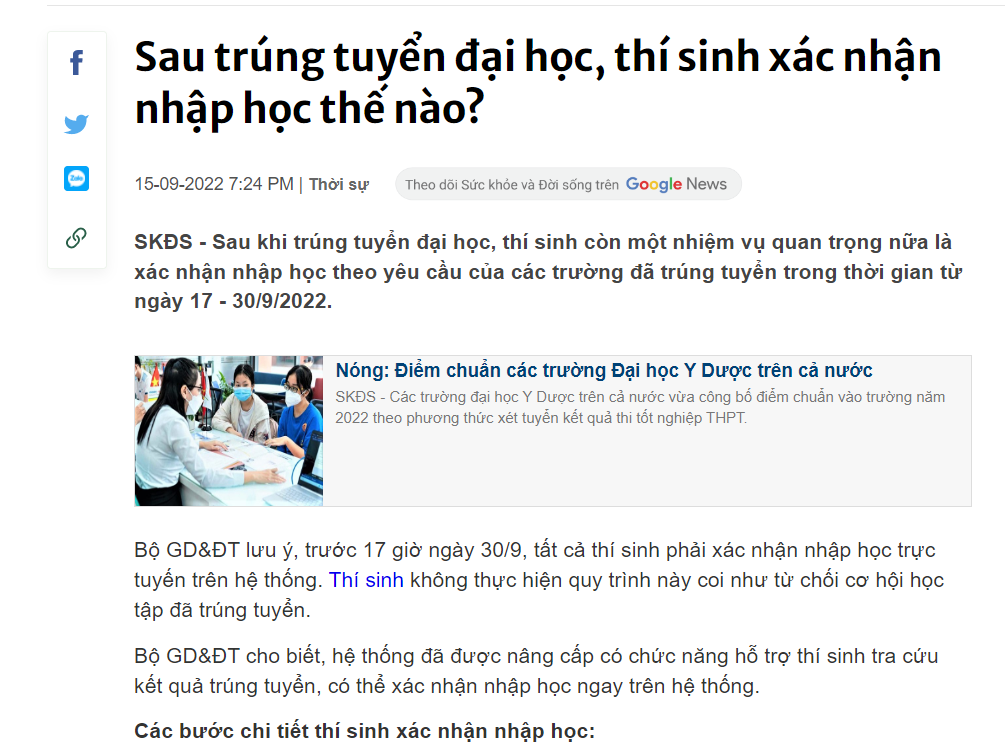 Sau trúng tuyển đại học, thí sinh xác nhận
nhập học thế nào?
15-09-2022 7:24 PM | Thời sự
Theo dõi Sức khỏe và Đời sống trên Google News
Zalo
SKĐS - Sau khi trúng tuyển đại học, thí sinh còn một nhiệm vụ quan trọng nữa là
xác nhận nhập học theo yêu cầu của các trường đã trúng tuyển trong thời gian từ
ngày 17 - 30/9/2022.
Nóng: Điểm chuẩn các trường Đại học Y Dược trên cả nước
SKĐS - Các trường đại học Y Dược trên cả nước vừa công bố điểm chuẩn vào trường năm
2022 theo phương thức xét tuyển kết quả thi tốt nghiệp THPT.
Bộ GD&ĐT lưu ý, trước 17 giờ ngày 30/9, tất cả thí sinh phải xác nhận nhập học trực
tuyến trên hệ thống. Thí sinh không thực hiện quy trình này coi như từ chối cơ hội học
tập đã trúng tuyển.
Bộ GD&ĐT cho biết, hệ thống đã được nâng cấp có chức năng hỗ trợ thí sinh tra cứu
kết quả trúng tuyển, có thể xác nhận nhập học ngay trên hệ thống.
Các bước chi tiết thí sinh xác nhận nhập học: